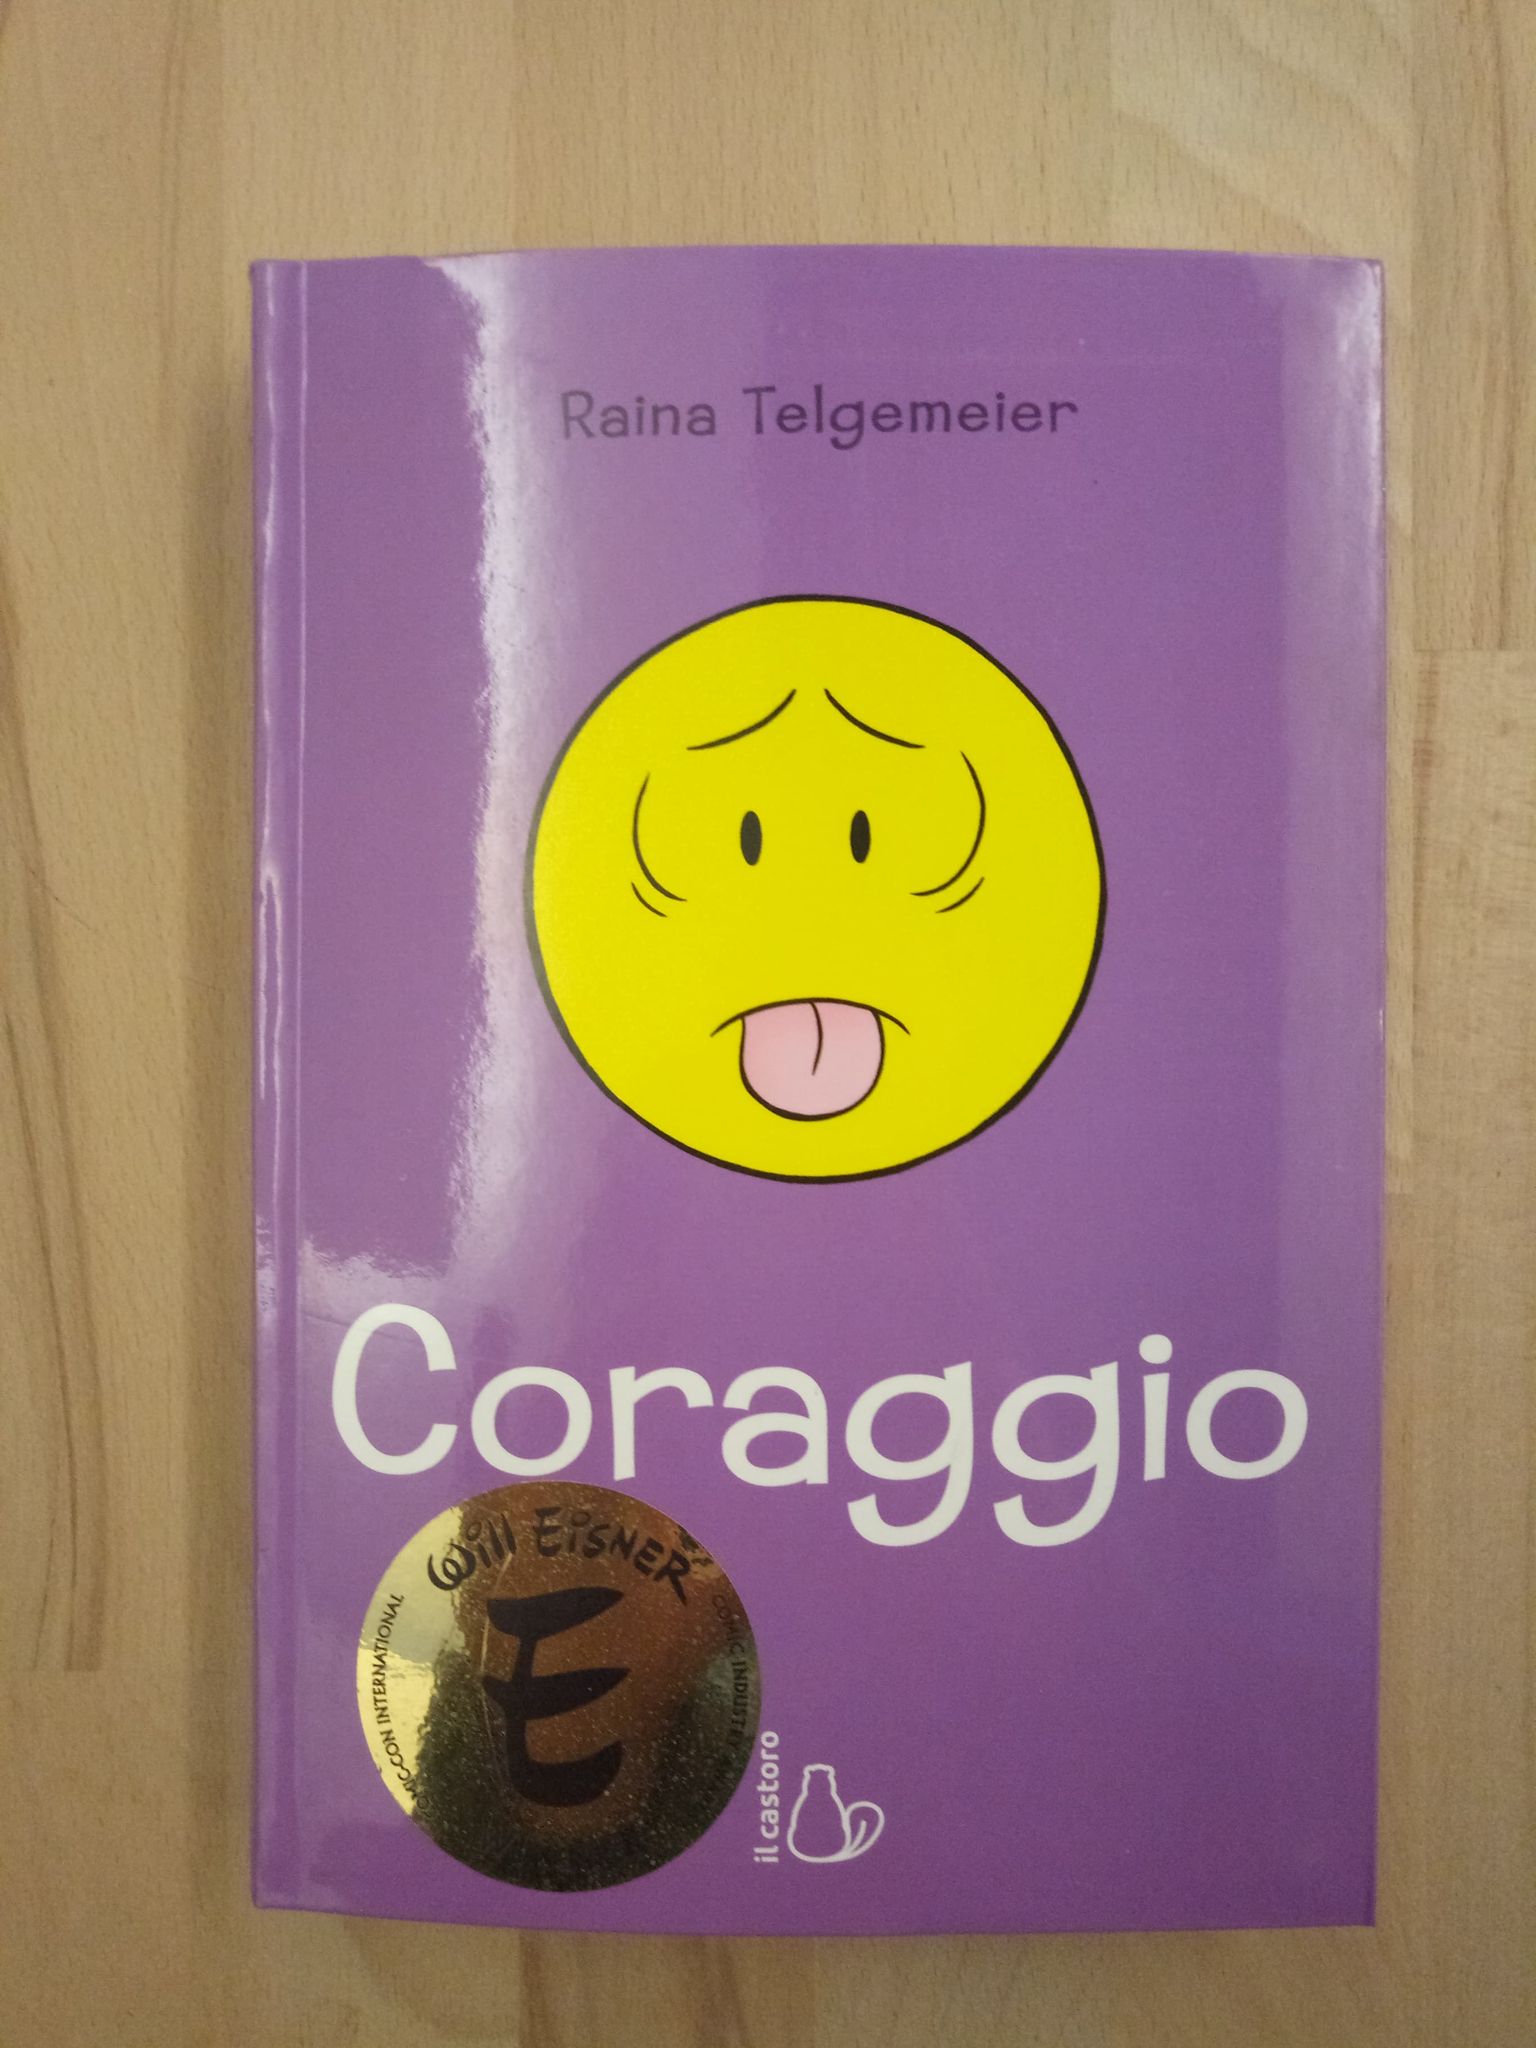 Raina Telgemeier
Coraggio
Will EISNER
COMIC-CON INTERNATIONAL
COMIC INDUSTRY
E
il castoro